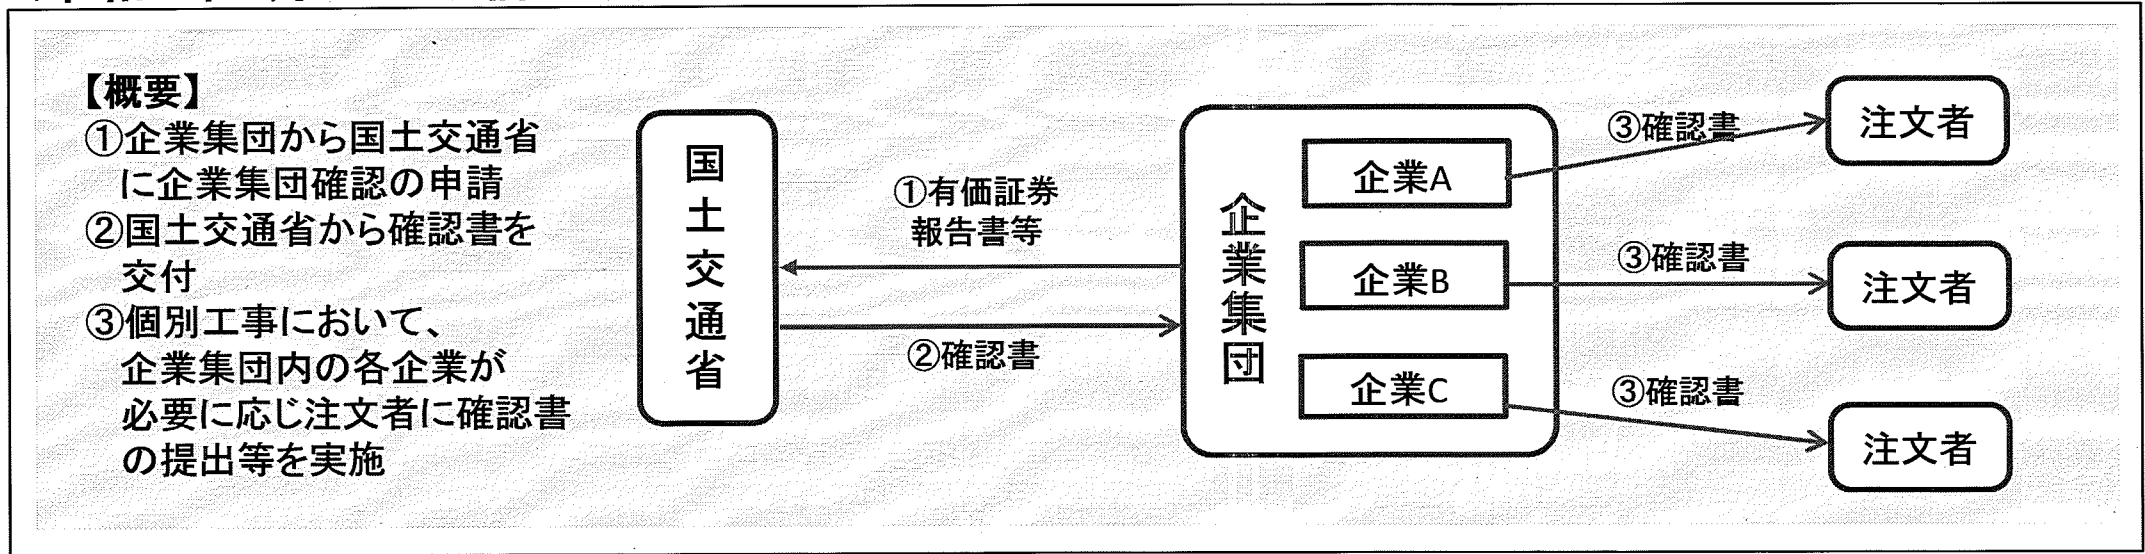 【概要】
①企業集団から国土交通省
に企業集団確認の申請
②国土交通省から確認書を
交付
③個別工事において、
企業集団内の各企業が
必要に応じ注文者に確認書
の提出等を実施
国土交通省
①有価証券
報告書等
②確認書
企業集団
企業A
企業B
企業C
③確認書
③確認書
③確認書
注文者
注文者
注文者